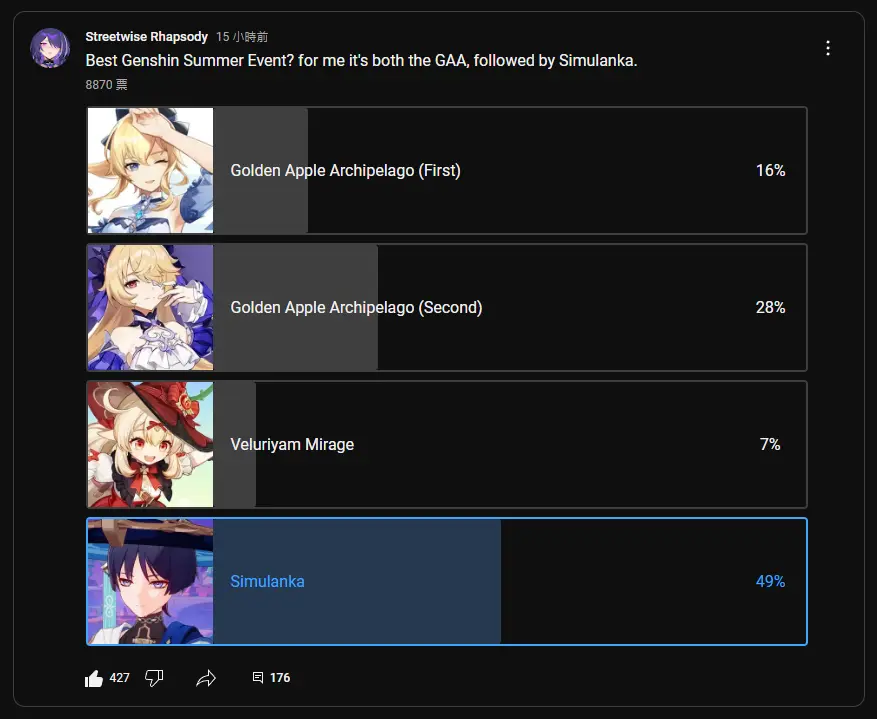 Streetwise Rhapsody 15 小時前
Best Genshin Summer Event? for me it's both the GAA, followed by Simulanka.
8870 票
Golden Apple Archipelago (First) 16%
Golden Apple Archipelago (Second) 28%
Veluriyam Mirage 7%
Simulanka 49%
427 176